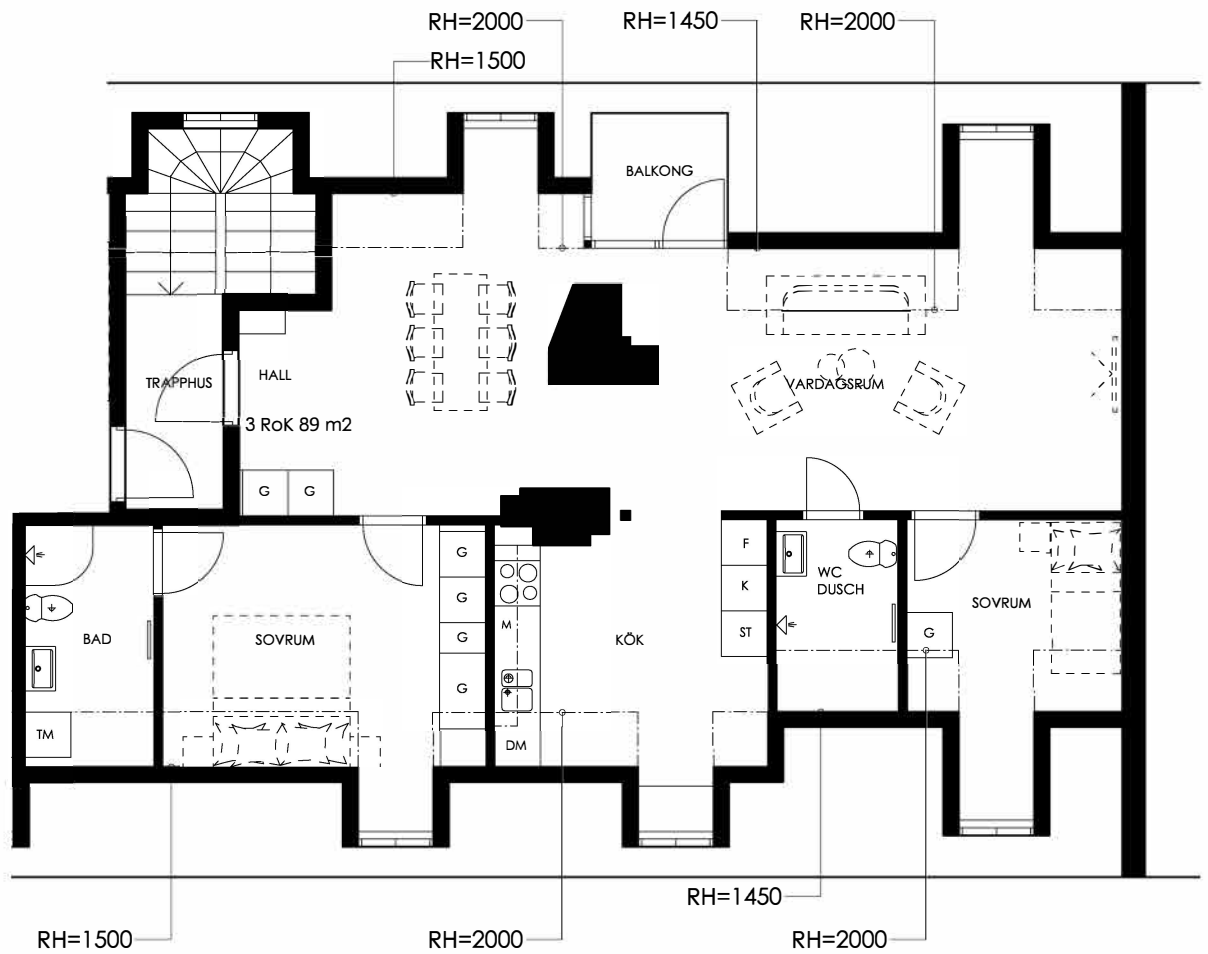 RH=2000
RH=1450
RH=2000
RH=1500
BALKONG
TRAPPHUS
HALL
VARDAGSRUM
3 RoK 89 m2
G
G
F
G
K
WC
DUSCH
G
M
SOVRUM
BAD
SOVRUM
G
KÖK
ST
G
G
TM
DM
RH=1450
RH=1500
RH=2000
RH=2000